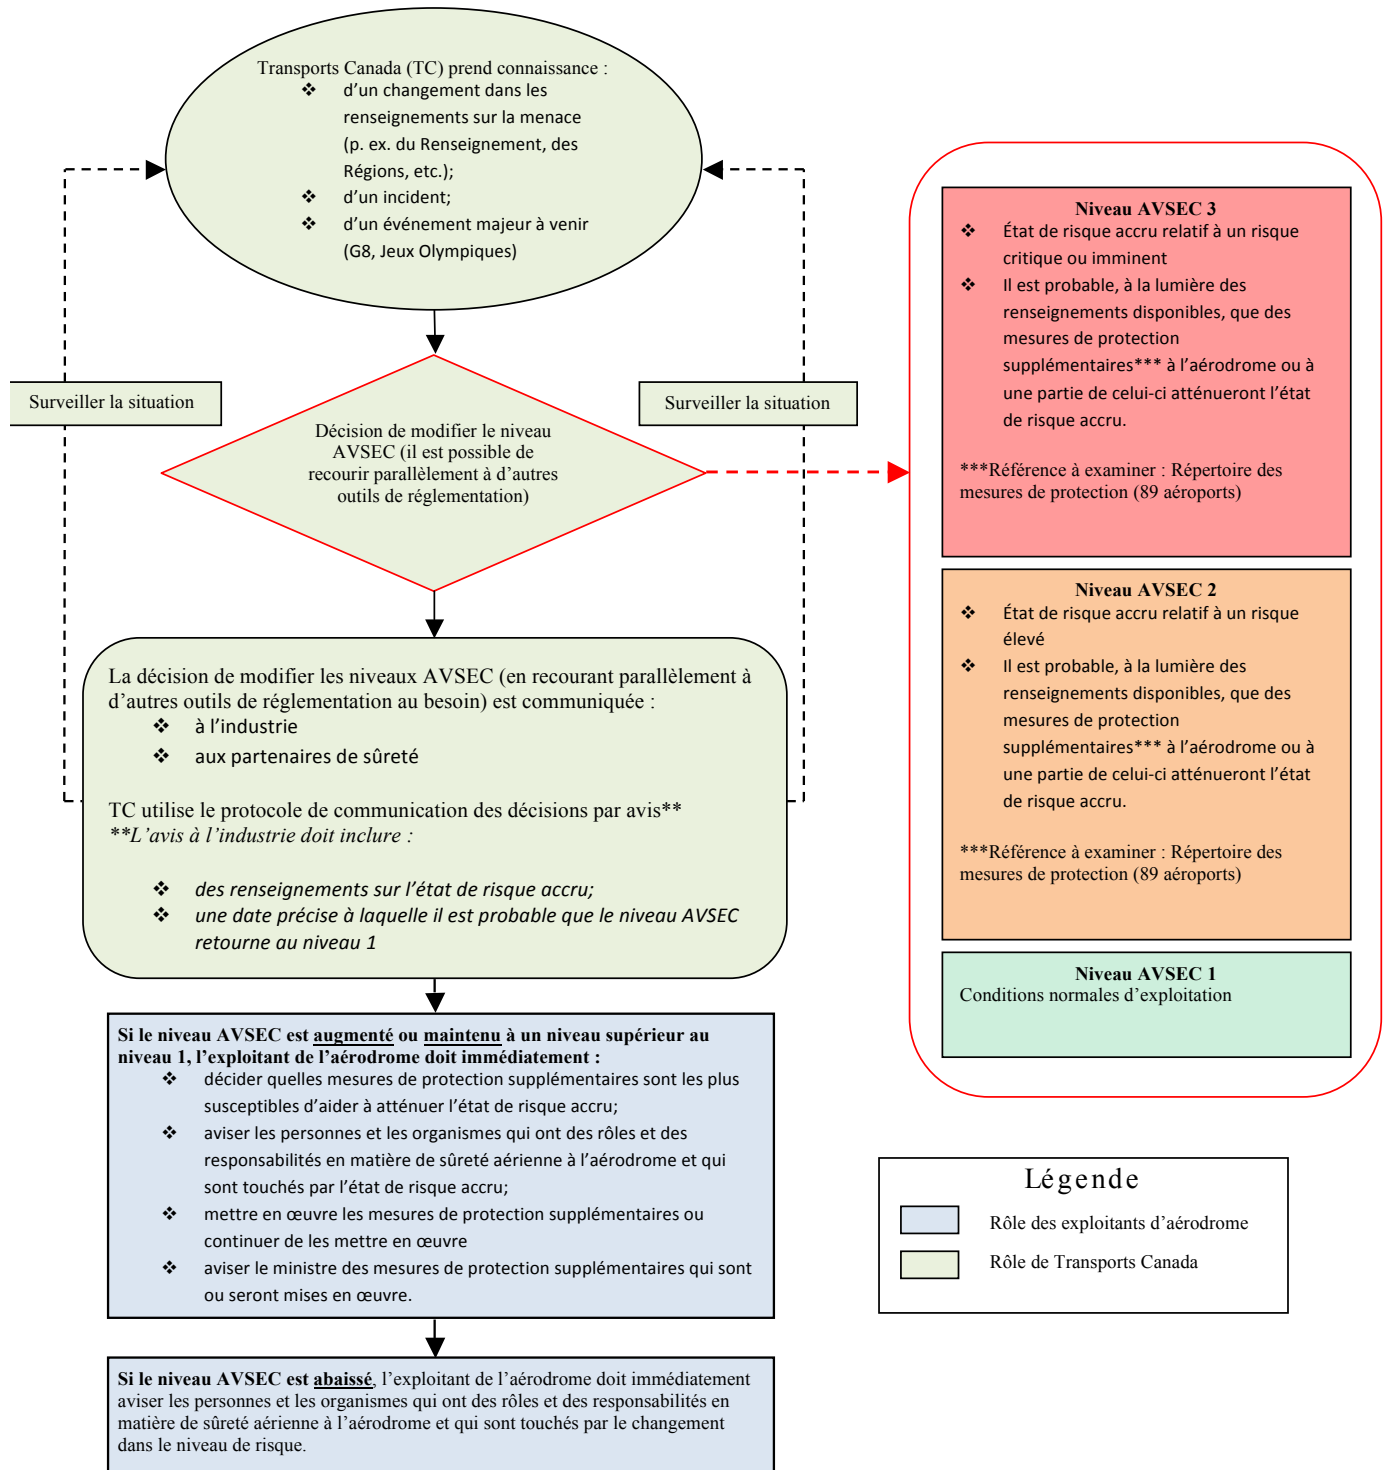 Transports Canada (TC) prend connaissance :
❖ d'un changement dans les
renseignements sur la menace
(p. ex. du Renseignement, des
Régions, etc.);
❖ d'un incident;
❖ d'un événement majeur à venir
(G8, Jeux Olympiques)
Surveiller la situation
Surveiller la situation
Décision de modifier le niveau
AVSEC (il est possible de
recourir parallèlement à d'autres
outils de réglementation)
La décision de modifier les niveaux AVSEC (en recourant parallèlement à
d'autres outils de réglementation au besoin) est communiquée :
❖ à l'industrie
❖ aux partenaires de sûreté
TC utilise le protocole de communication des décisions par avis**
**L'avis à l'industrie doit inclure :
❖ des renseignements sur l'état de risque accru;
❖ une date précise à laquelle il est probable que le niveau AVSEC
retourne au niveau 1
Si le niveau AVSEC est augmenté ou maintenu à un niveau supérieur au
niveau 1, l'exploitant de l'aérodrome doit immédiatement :
❖ décider quelles mesures de protection supplémentaires sont les plus
susceptibles d'aider à atténuer l'état de risque accru;
❖ aviser les personnes et les organismes qui ont des rôles et des
responsabilités en matière de sûreté aérienne à l'aérodrome et qui
sont touchés par l'état de risque accru;
❖ mettre en œuvre les mesures de protection supplémentaires ou
continuer de les mettre en œuvre
❖ aviser le ministre des mesures de protection supplémentaires qui sont
ou seront mises en œuvre.
Si le niveau AVSEC est abaissé, l'exploitant de l'aérodrome doit immédiatement
aviser les personnes et les organismes qui ont des rôles et des responsabilités en
matière de sûreté aérienne à l'aérodrome et qui sont touchés par le changement
dans le niveau de risque.
Niveau AVSEC 3
❖ État de risque accru relatif à un risque
critique ou imminent
❖ Il est probable, à la lumière des
renseignements disponibles, que des
mesures de protection
supplémentaires*** à l'aérodrome ou à
une partie de celui-ci atténueront l'état
de risque accru.
***Référence à examiner : Répertoire des
mesures de protection (89 aéroports)
Niveau AVSEC 2
❖ État de risque accru relatif à un risque
élevé
❖ Il est probable, à la lumière des
renseignements disponibles, que des
mesures de protection
supplémentaires*** à l'aérodrome ou à
une partie de celui-ci atténueront l'état
de risque accru.
***Référence à examiner : Répertoire des
mesures de protection (89 aéroports)
Niveau AVSEC 1
Conditions normales d'exploitation
Légende
Rôle des exploitants d'aérodrome
Rôle de Transports Canada